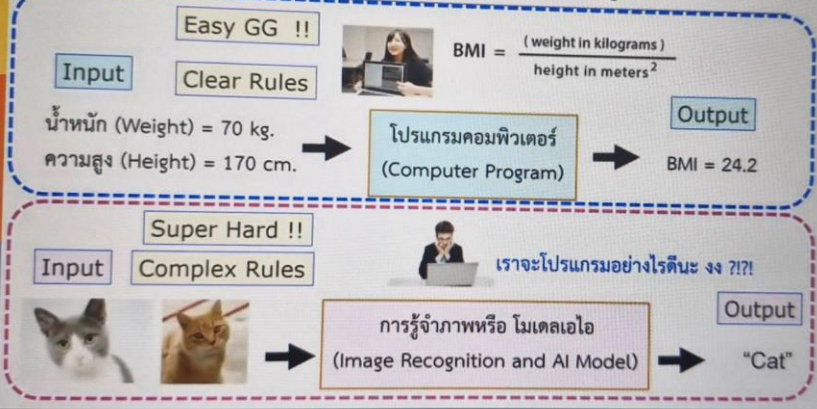 Easy GG !!
Input
Clear Rules
BMI = (weight in kilograms)
height in meters²
น้ำหนัก (Weight) = 70 kg.
ความสูง (Height) = 170 cm.
โปรแกรมคอมพิวเตอร์
(Computer Program)
Output
BMI = 24.2
Super Hard !!
Input
Complex Rules
เราจะโปรแกรมอย่างไรดีนะ งง ?!?!
การรู้จำภาพหรือ โมเดลเอไอ
(Image Recognition and AI Model)
Output
“Cat”